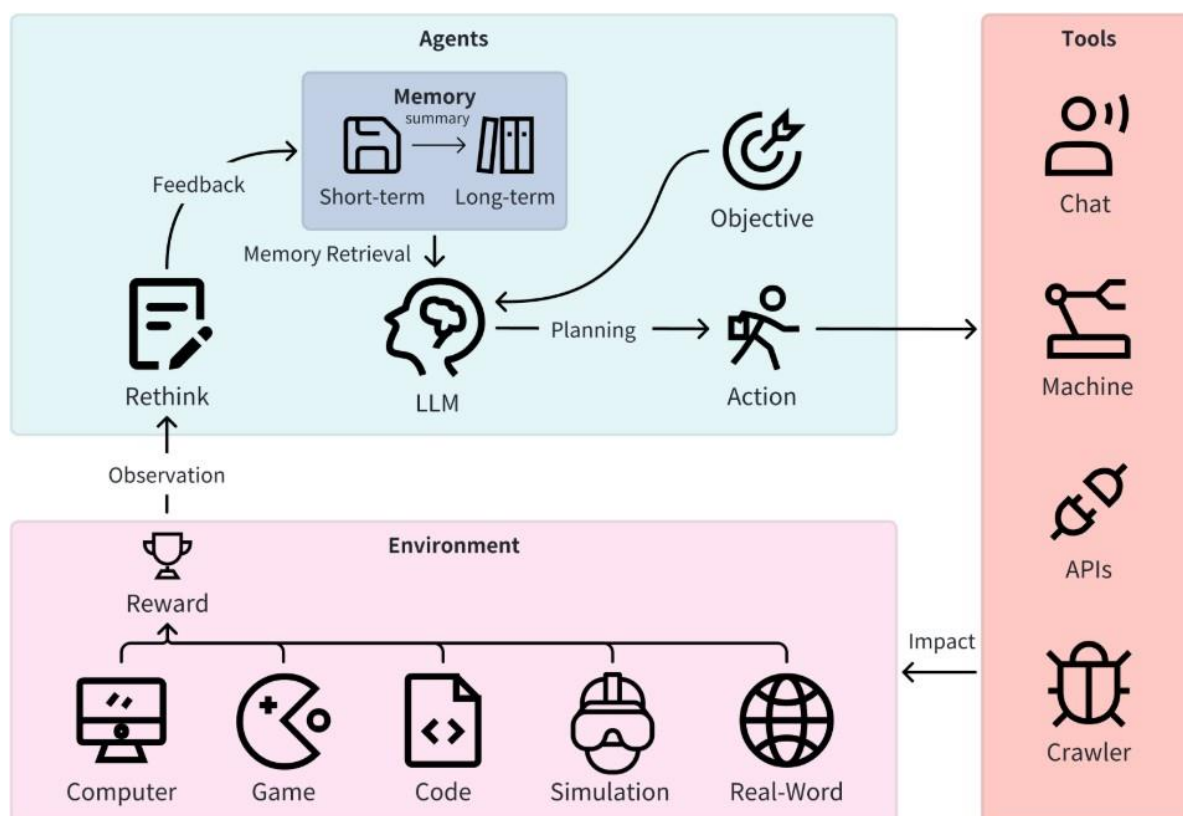 Agents
Memory
summary
Short-term
Long-term
Feedback
Memory Retrieval
Objective
Rethink
LLM
Planning
Action
Observation
Environment
Reward
Computer
Game
Code
Simulation
Real-Word
Impact
Tools
Chat
Machine
APIs
Crawler